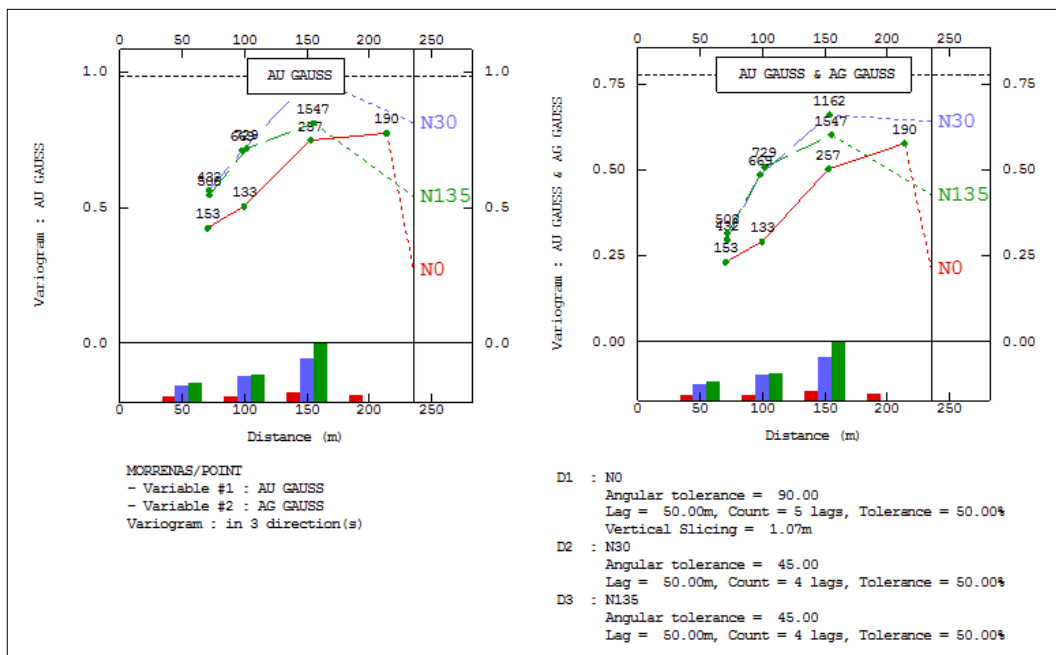 0 50 100 150 200 250
1.0 1.0
AU GAUSS
0.5 0.5
0.0 0.0
Variogram : AU GAUSS
1547
257
190
729
669
432
508
153
133
N30
N135
N0
0 50 100 150 200 250
Distance (m)
MORRENAS/POINT
- Variable #1 : AU GAUSS
- Variable #2 : AG GAUSS
Variogram : in 3 direction(s)
0 50 100 150 200 250
0.75 0.75
AU GAUSS & AG GAUSS
0.50 0.50
0.25 0.25
0.00 0.00
Variogram : AU GAUSS & AG GAUSS
1162
1547
190
729
669
257
508
432
153
133
N30
N135
N0
0 50 100 150 200 250
Distance (m)
D1 : N0
Angular tolerance = 90.00
Lag = 50.00m, Count = 5 lags, Tolerance = 50.00%
Vertical Slicing = 1.07m
D2 : N30
Angular tolerance = 45.00
Lag = 50.00m, Count = 4 lags, Tolerance = 50.00%
D3 : N135
Angular tolerance = 45.00
Lag = 50.00m, Count = 4 lags, Tolerance = 50.00%